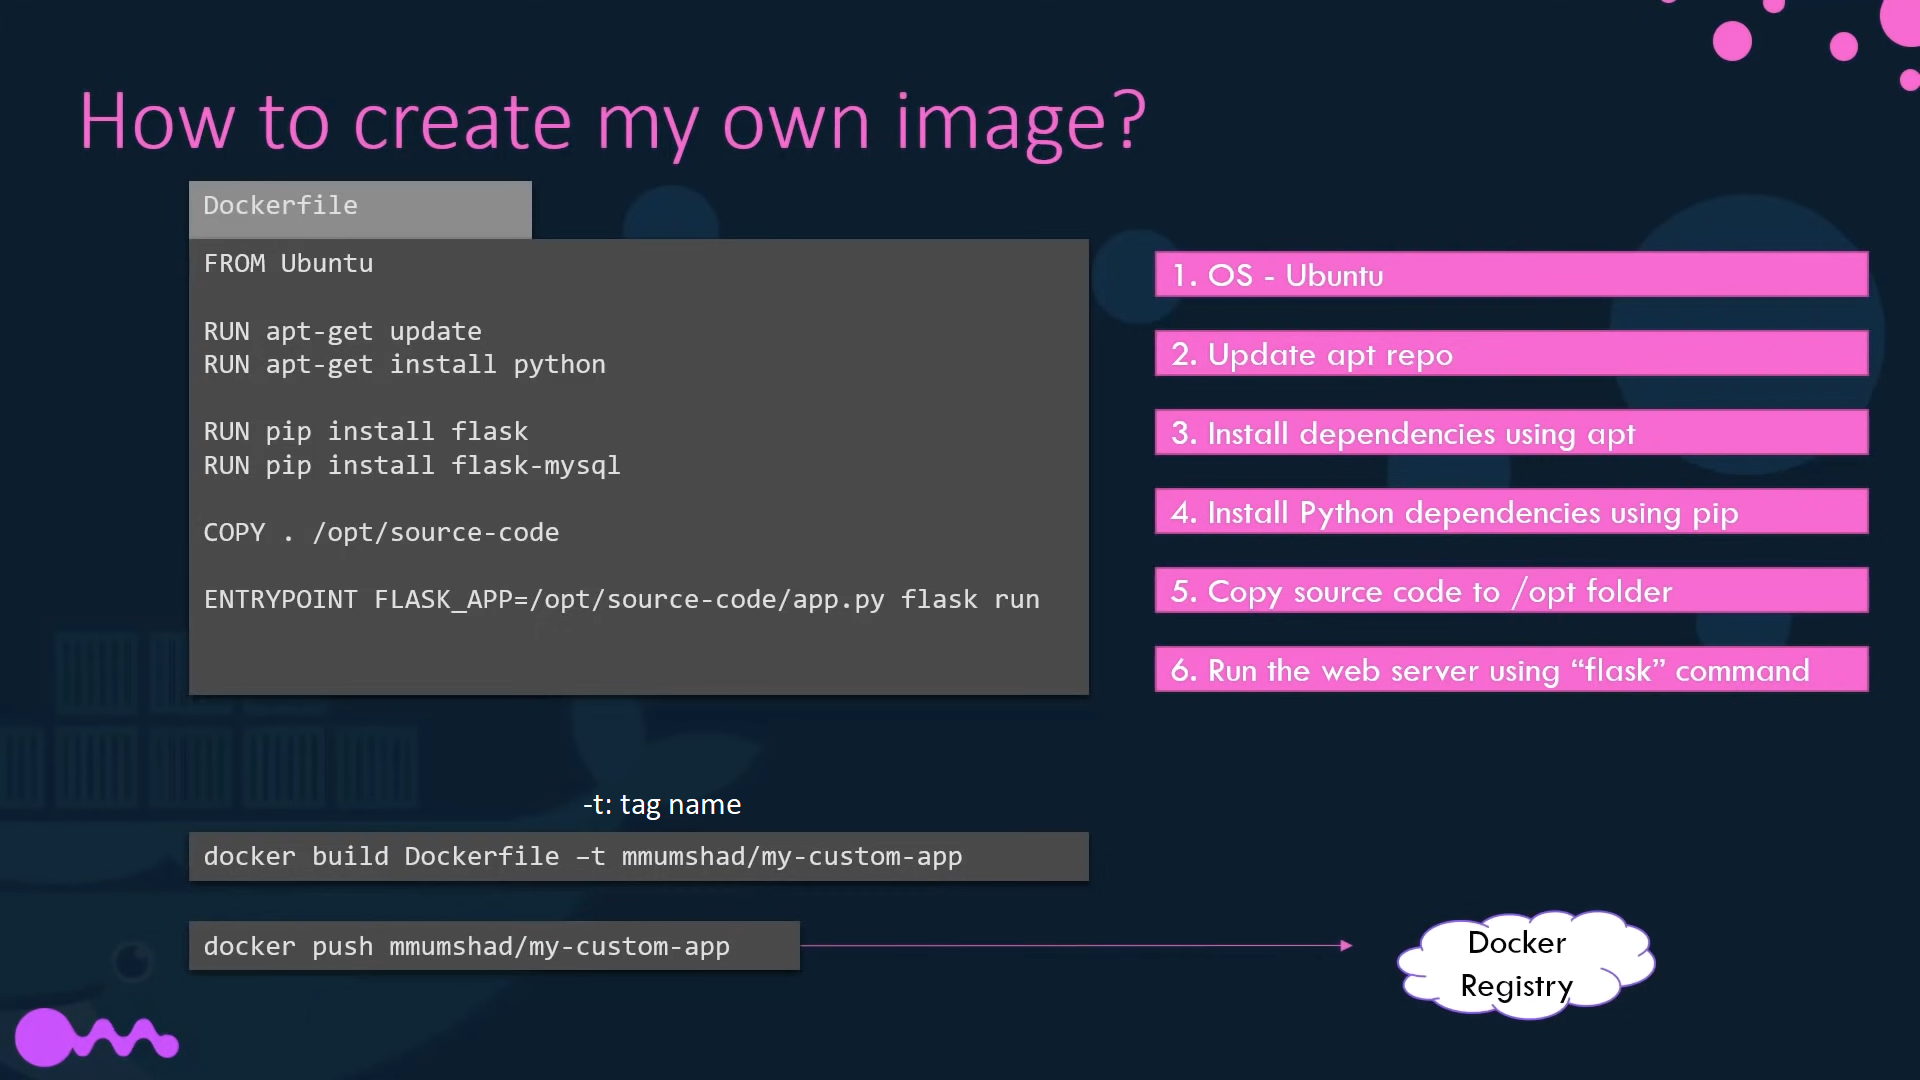 How to create my own image?
Dockerfile
FROM Ubuntu
RUN apt-get update
RUN apt-get install python
RUN pip install flask
RUN pip install flask-mysql
COPY . /opt/source-code
ENTRYPOINT FLASK_APP=/opt/source-code/app.py flask run
1. OS - Ubuntu
2. Update apt repo
3. Install dependencies using apt
4. Install Python dependencies using pip
5. Copy source code to /opt folder
6. Run the web server using “flask” command
-t: tag name
docker build Dockerfile –t mmumshad/my-custom-app
docker push mmumshad/my-custom-app
Docker
Registry